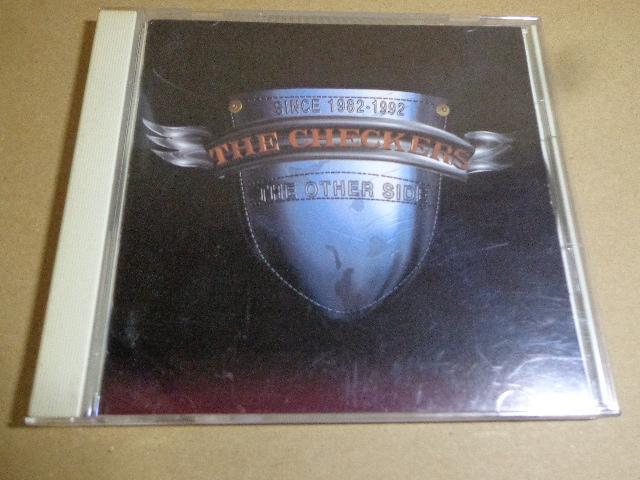 SINCE 1982-1992
THE CHECKERS
THE OTHER SIDE